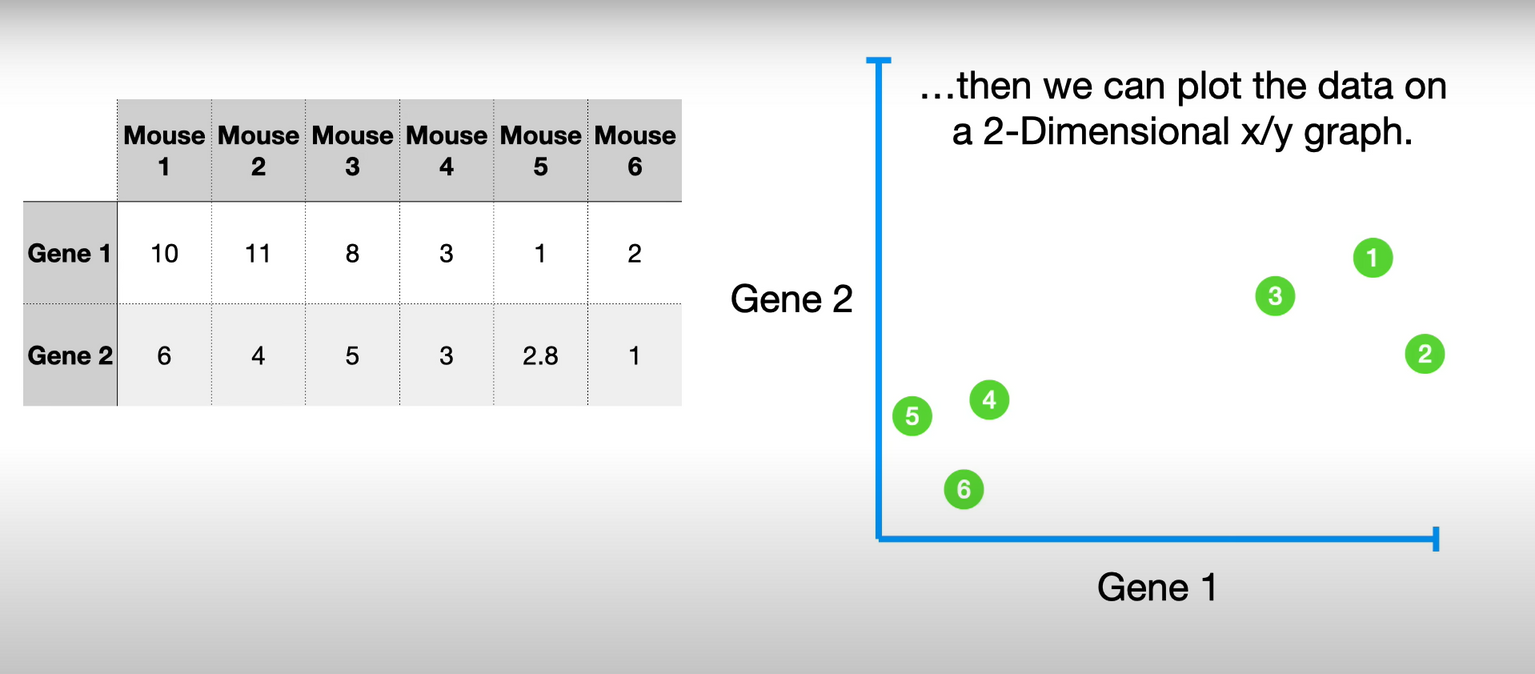 Mouse 1 Mouse 2 Mouse 3 Mouse 4 Mouse 5 Mouse 6
Gene 1 10 11 8 3 1 2
Gene 2 6 4 5 3 2.8 1
…then we can plot the data on
a 2-Dimensional x/y graph.
Gene 2
1
3
2
4
5
6
Gene 1